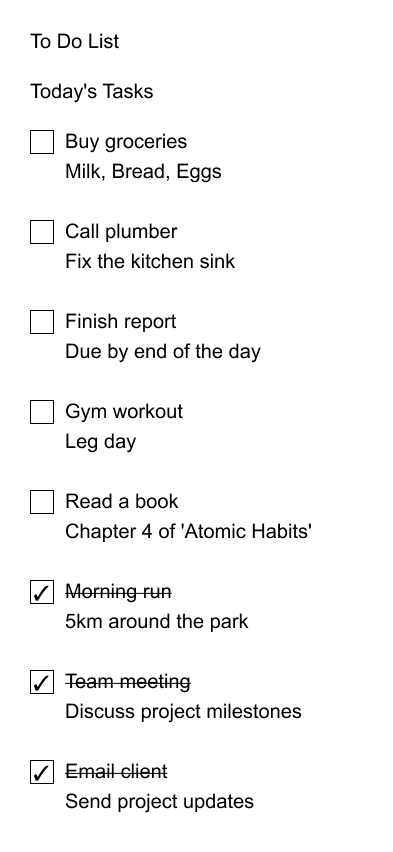 To Do List
Today's Tasks
Buy groceries
Milk, Bread, Eggs
Call plumber
Fix the kitchen sink
Finish report
Due by end of the day
Gym workout
Leg day
Read a book
Chapter 4 of 'Atomic Habits'
Morning run
5km around the park
Team meeting
Discuss project milestones
Email client
Send project updates